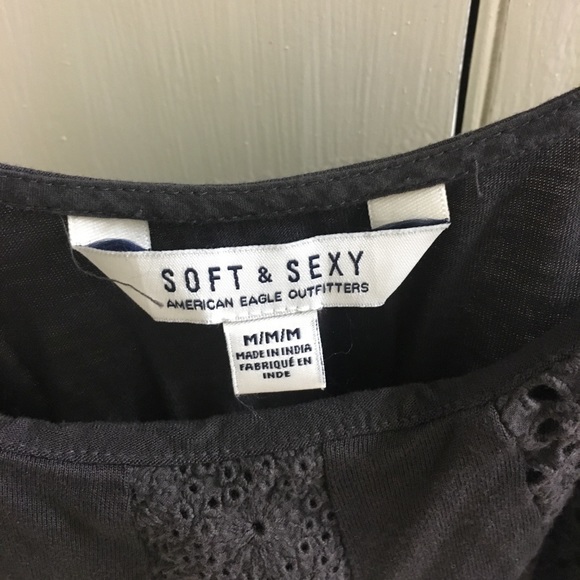 SOFT & SEXY
AMERICAN EAGLE OUTFITTERS
M/M/M
MADE IN INDIA
FABRIQUÉ EN
INDE